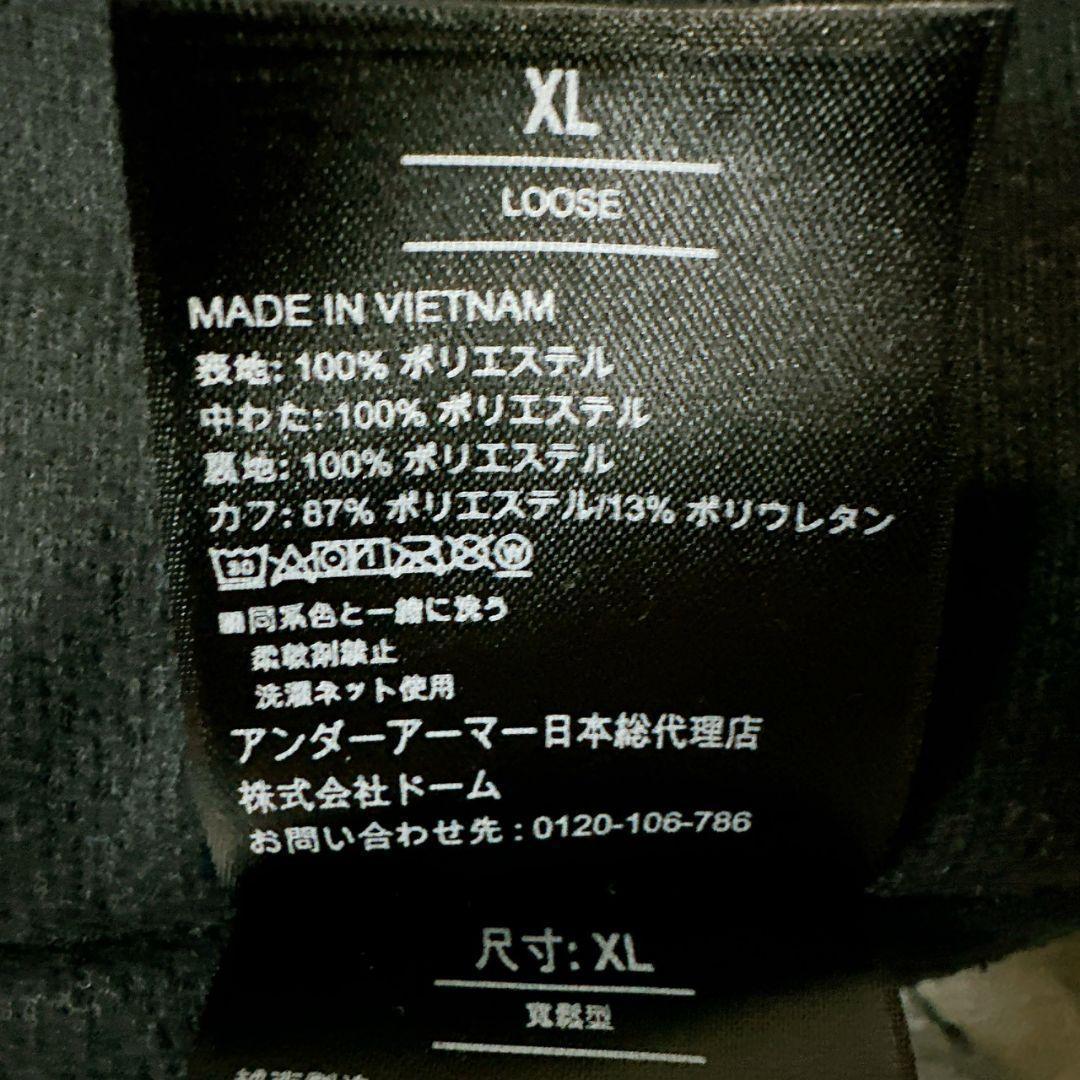 XL
LOOSE
MADE IN VIETNAM
表地: 100% ポリエステル
中わた: 100% ポリエステル
裏地: 100% ポリエステル
カフ: 87% ポリエステル/13% ポリウレタン
30 W
同系色と一緒に洗う
柔軟剤禁止
洗濯ネット使用
アンダーアーマー日本総代理店
株式会社ドーム
お問い合わせ先 : 0120-106-786
尺寸: XL
寬鬆型